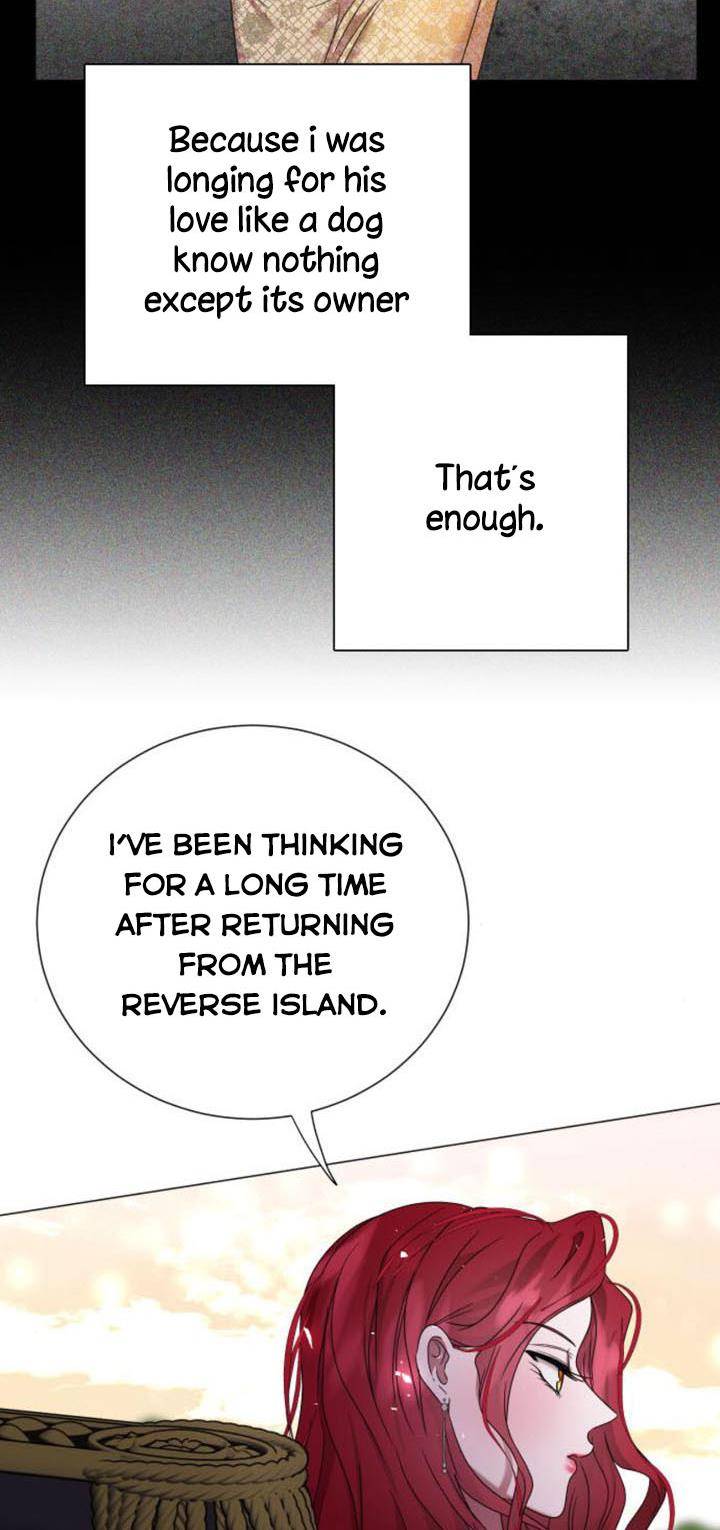 Because i was
longing for his
love like a dog
know nothing
except its owner
That's
enough.
I'VE BEEN THINKING
FOR A LONG TIME
AFTER RETURNING
FROM THE
REVERSE ISLAND.